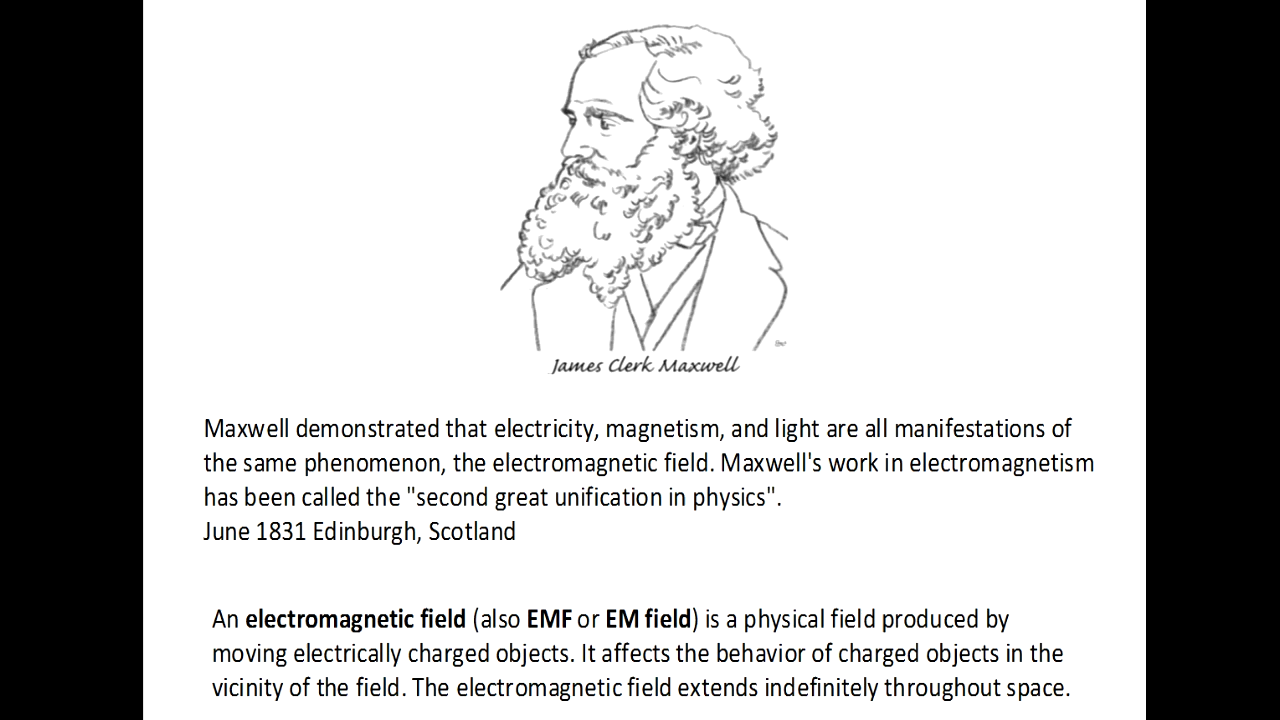 James Clerk Maxwell
Maxwell demonstrated that electricity, magnetism, and light are all manifestations of
the same phenomenon, the electromagnetic field. Maxwell's work in electromagnetism
has been called the "second great unification in physics".
June 1831 Edinburgh, Scotland
An electromagnetic field (also EMF or EM field) is a physical field produced by
moving electrically charged objects. It affects the behavior of charged objects in the
vicinity of the field. The electromagnetic field extends indefinitely throughout space.